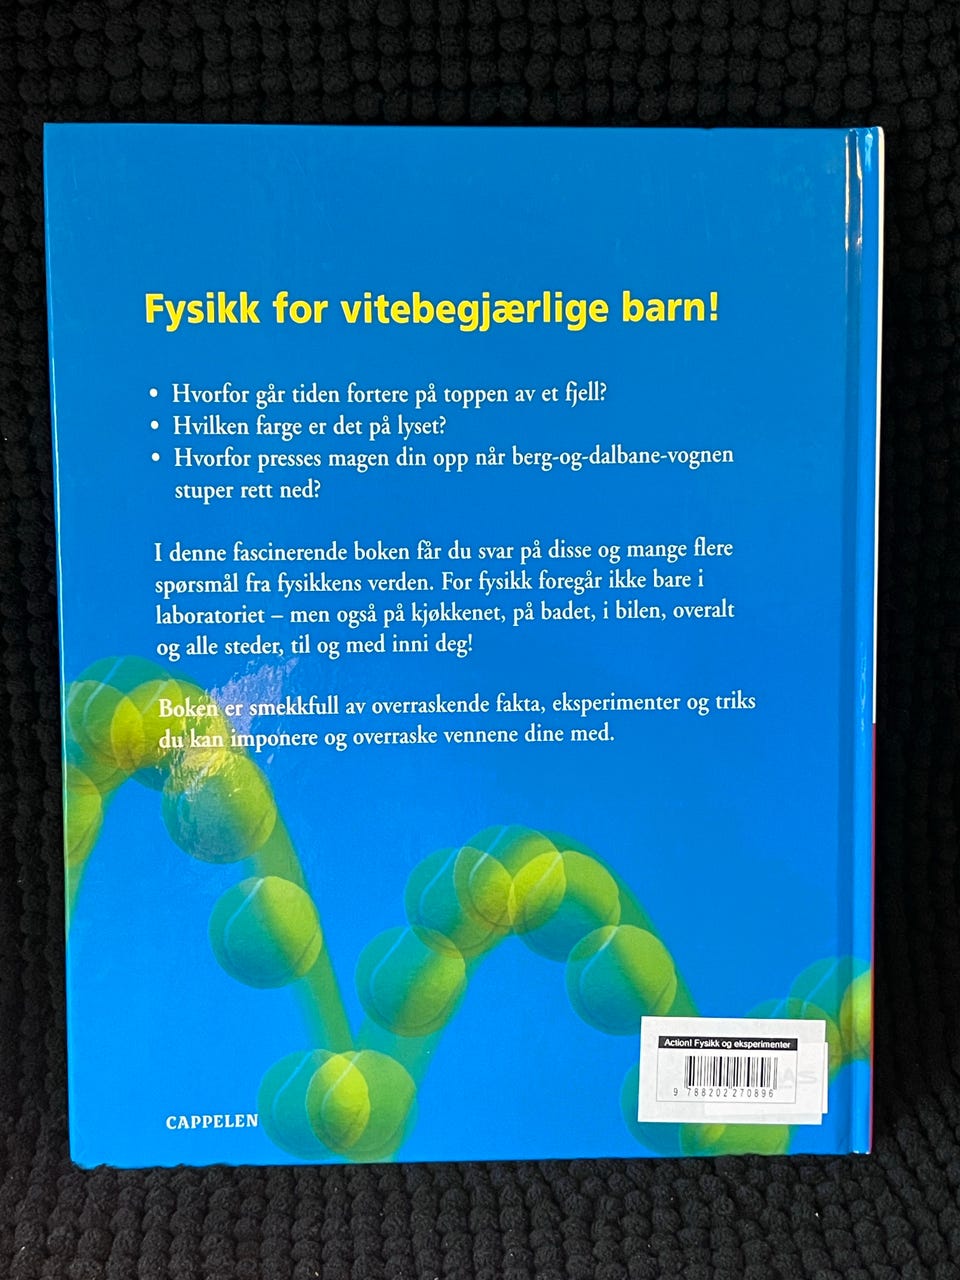 Fysikk for vitebegjærlige barn!
• Hvorfor går tiden fortere på toppen av et fjell?
• Hvilken farge er det på lyset?
• Hvorfor presses magen din opp når berg-og-dalbane-vognen
stuper rett ned?
I denne fascinerende boken får du svar på disse og mange flere
spørsmål fra fysikkens verden. For fysikk foregår ikke bare i
laboratoriet – men også på kjøkkenet, på badet, i bilen, overalt
og alle steder, til og med inni deg!
Boken er smekkfull av overraskende fakta, eksperimenter og triks
du kan imponere og overraske vennene dine med.
Action! Fysikk og eksperimenter
9 788202 270896
CAPPELEN